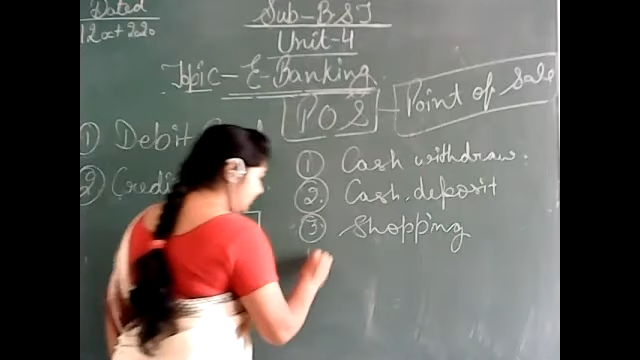 Dated
12 Oct 2020
Sub-BST
Unit-4
Topic - E-Banking
POS - Point of Sale
① Debit
② Credit
① Cash withdraw.
②. Cash. deposit
③ Shopping